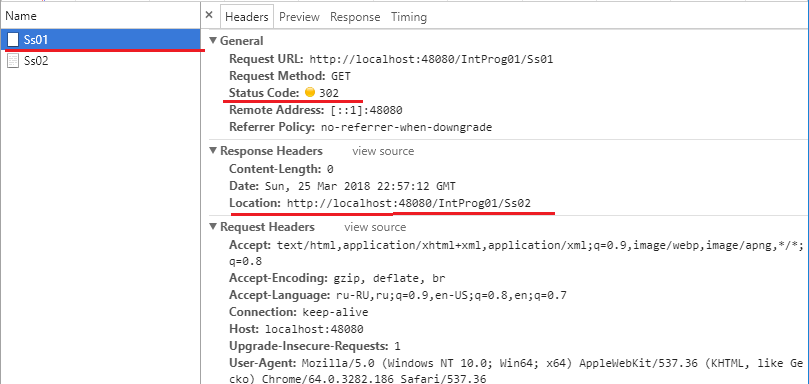 Name
× Headers Preview Response Timing
Ss01
Ss02
▼ General
Request URL: http://localhost:48080/IntProg01/Ss01
Request Method: GET
Status Code: 302
Remote Address: [::1]:48080
Referrer Policy: no-referrer-when-downgrade
▼ Response Headers view source
Content-Length: 0
Date: Sun, 25 Mar 2018 22:57:12 GMT
Location: http://localhost:48080/IntProg01/Ss02
▼ Request Headers view source
Accept: text/html,application/xhtml+xml,application/xml;q=0.9,image/webp,image/apng,*/*;
q=0.8
Accept-Encoding: gzip, deflate, br
Accept-Language: ru-RU,ru;q=0.9,en-US;q=0.8,en;q=0.7
Connection: keep-alive
Host: localhost:48080
Upgrade-Insecure-Requests: 1
User-Agent: Mozilla/5.0 (Windows NT 10.0; Win64; x64) AppleWebKit/537.36 (KHTML, like Ge
cko) Chrome/64.0.3282.186 Safari/537.36